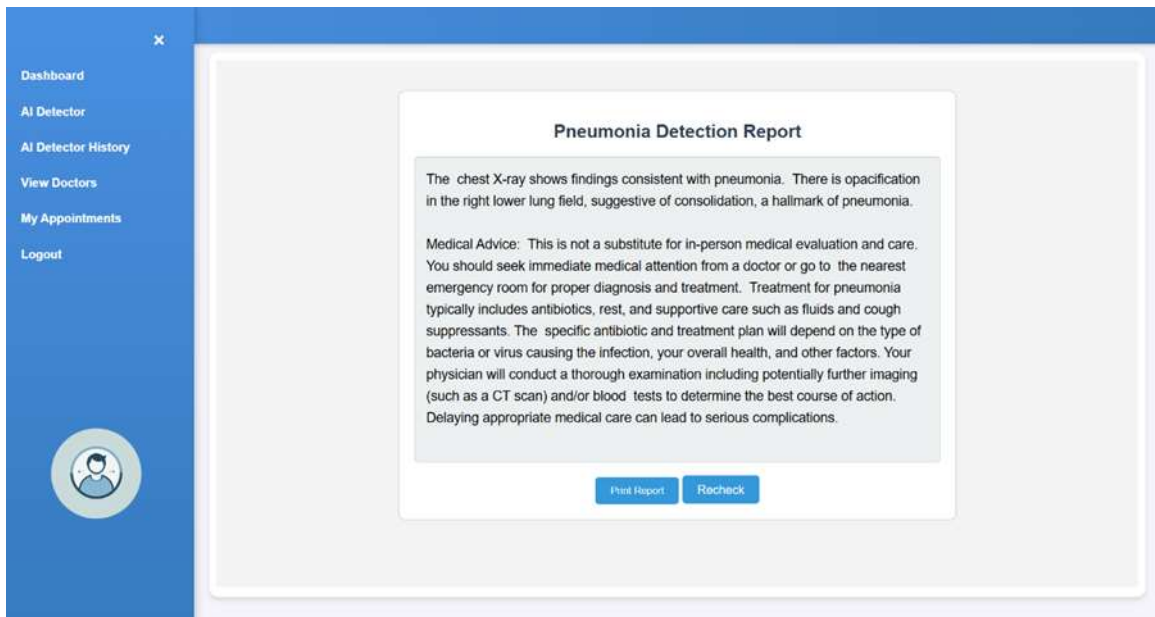 ×
Dashboard
AI Detector
AI Detector History
View Doctors
My Appointments
Logout
Pneumonia Detection Report
The chest X-ray shows findings consistent with pneumonia. There is opacification
in the right lower lung field, suggestive of consolidation, a hallmark of pneumonia.
Medical Advice: This is not a substitute for in-person medical evaluation and care.
You should seek immediate medical attention from a doctor or go to the nearest
emergency room for proper diagnosis and treatment. Treatment for pneumonia
typically includes antibiotics, rest, and supportive care such as fluids and cough
suppressants. The specific antibiotic and treatment plan will depend on the type of
bacteria or virus causing the infection, your overall health, and other factors. Your
physician will conduct a thorough examination including potentially further imaging
(such as a CT scan) and/or blood tests to determine the best course of action.
Delaying appropriate medical care can lead to serious complications.
Print Report
Recheck